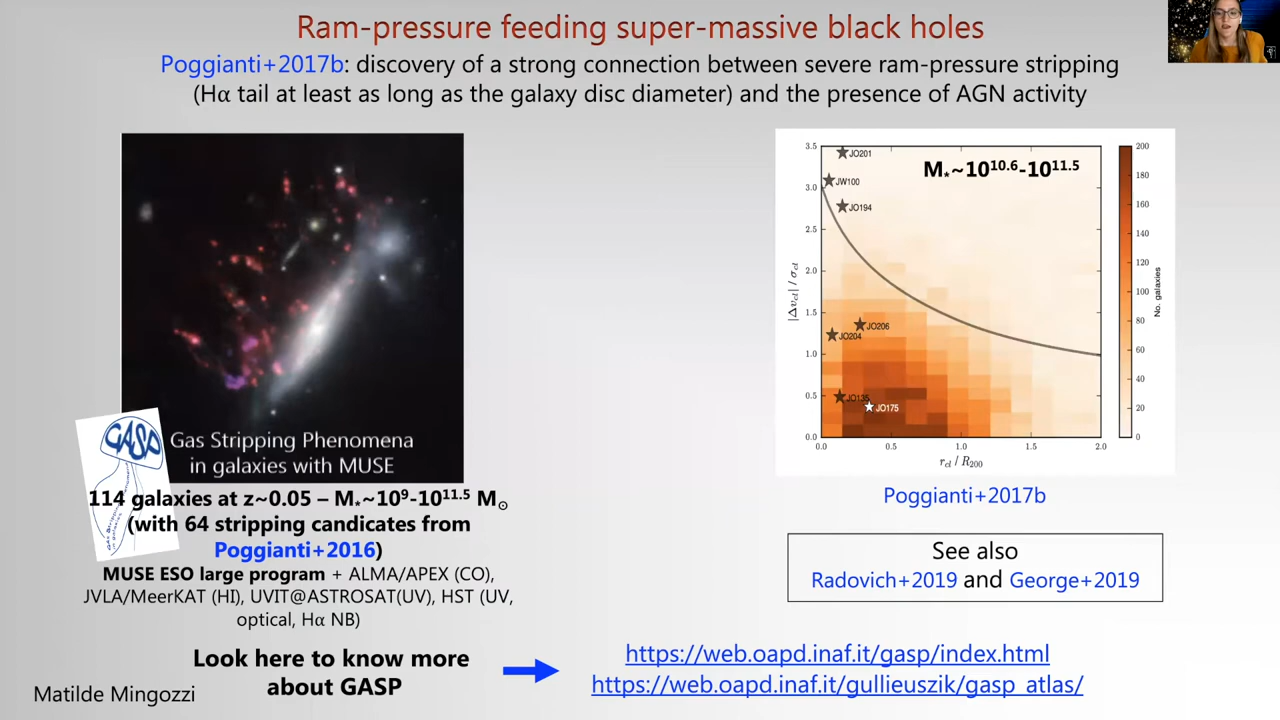 Ram-pressure feeding super-massive black holes
Poggianti+2017b: discovery of a strong connection between severe ram-pressure stripping
(Hα tail at least as long as the galaxy disc diameter) and the presence of AGN activity
Gas Stripping Phenomena
in galaxies with MUSE
GASP
114 galaxies at z~0.05 – M⋆~10⁹-10¹¹·⁵ M⊙
(with 64 stripping candicates from
Poggianti+2016)
MUSE ESO large program + ALMA/APEX (CO),
JVLA/MeerKAT (HI), UVIT@ASTROSAT(UV), HST (UV,
optical, Hα NB)
Look here to know more
about GASP
Matilde Mingozzi
M⋆~10¹⁰·⁶-10¹¹·⁵
JO201
JW100
JO194
JO206
JO204
JO135
JO175
3.5
3.0
2.5
2.0
1.5
1.0
0.5
0.0
|Δv_cl| / σ_cl
0.0 0.5 1.0 1.5 2.0
r_cl / R₂₀₀
200
180
160
140
120
100
80
60
40
20
0
No. galaxies
Poggianti+2017b
See also
Radovich+2019 and George+2019
https://web.oapd.inaf.it/gasp/index.html
https://web.oapd.inaf.it/gullieuszik/gasp_atlas/